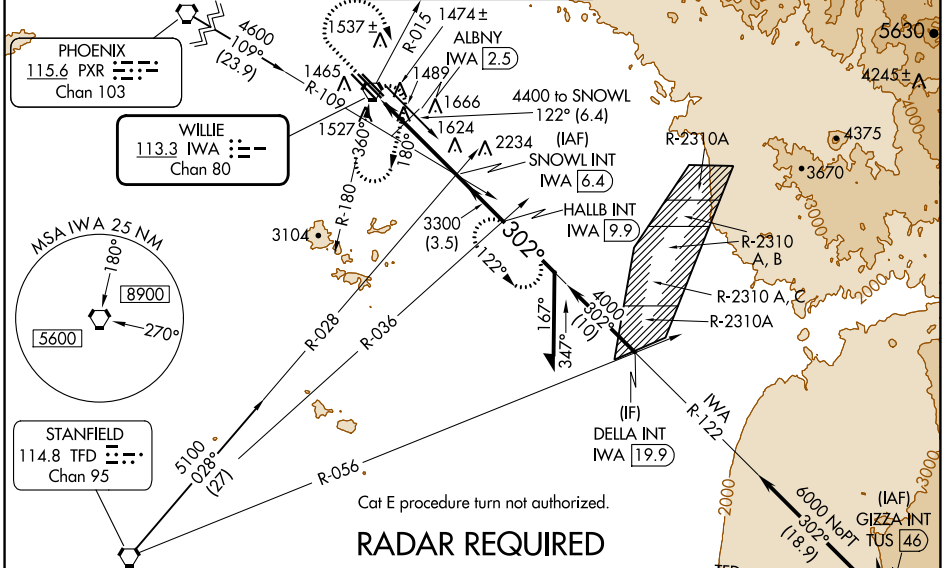 4600
109°
(23.9)
PHOENIX
115.6 PXR
Chan 103
R-109
WILLIE
113.3 IWA
Chan 80
1537 ±
1474 ±
R-015
ALBNY
IWA 2.5
1465
1489
1666
1527
1624
2234
4400 to SNOWL
122° (6.4)
(IAF)
SNOWL INT
IWA 6.4
HALLB INT
IWA 9.9
360°
180°
R-180
3104
3300
(3.5)
302°
122°
5630
4245 ±
4375
3670
3000
R-2310A
R-2310
A, B
R-2310 A, C
R-2310A
MSA IWA 25 NM
180°
8900
270°
5600
R-028
R-036
167°
347°
4000
302°
(10)
IWA
R-122
(IF)
DELLA INT
IWA 19.9
STANFIELD
114.8 TFD
Chan 95
5100
028°
(27)
R-056
Cat E procedure turn not authorized.
RADAR REQUIRED
2000
3000
6000 NoPT
302°
(18.9)
(IAF)
GIZZA INT
TUS 46